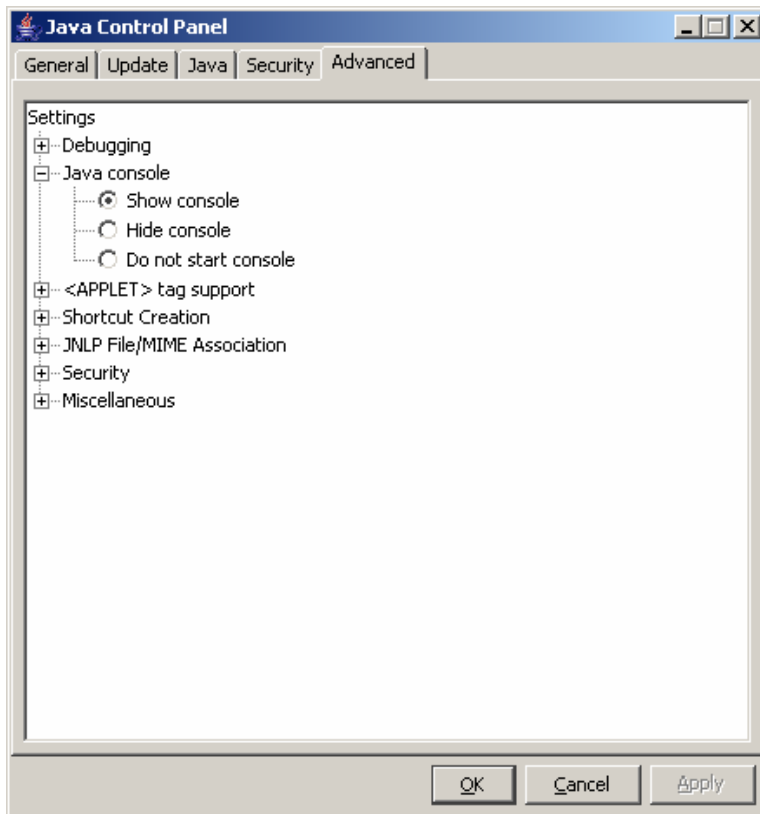 Java Control Panel
General Update Java Security Advanced
Settings
Debugging
Java console
Show console
Hide console
Do not start console
<APPLET> tag support
Shortcut Creation
JNLP File/MIME Association
Security
Miscellaneous
OK Cancel Apply